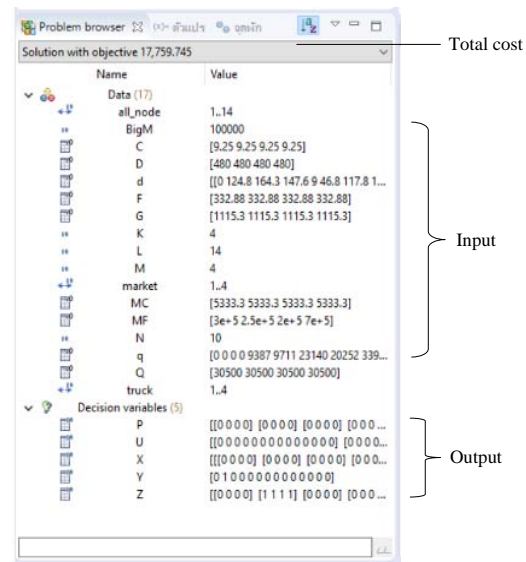 Problem browser (x)= ตัวแปร จุดพัก
Total cost
Solution with objective 17,759.745
Name Value
Data (17)
all_node 1..14
BigM 100000
C [9.25 9.25 9.25 9.25]
D [480 480 480 480]
d [[0 124.8 164.3 147.6 9 46.8 117.8 1...
F [332.88 332.88 332.88 332.88]
G [1115.3 1115.3 1115.3 1115.3]
K 4
L 14
M 4
market 1..4
MC [5333.3 5333.3 5333.3 5333.3]
MF [3e+5 2.5e+5 2e+5 7e+5]
N 10
q [0 0 0 0 9387 9711 23140 20252 339...
Q [30500 30500 30500 30500]
truck 1..4
Input
Decision variables (5)
P [[0 0 0 0] [0 0 0 0] [0 0 0 0] [0 0 0 ...
U [[0 0 0 0 0 0 0 0 0 0 0 0 0 0] [0 0 0 0...
X [[[0 0 0 0] [0 0 0 0] [0 0 0 0] [0 0 0...
Y [0 1 0 0 0 0 0 0 0 0 0 0 0 0]
Z [[0 0 0 0] [1 1 1 1] [0 0 0 0] [0 0 0 ...
Output